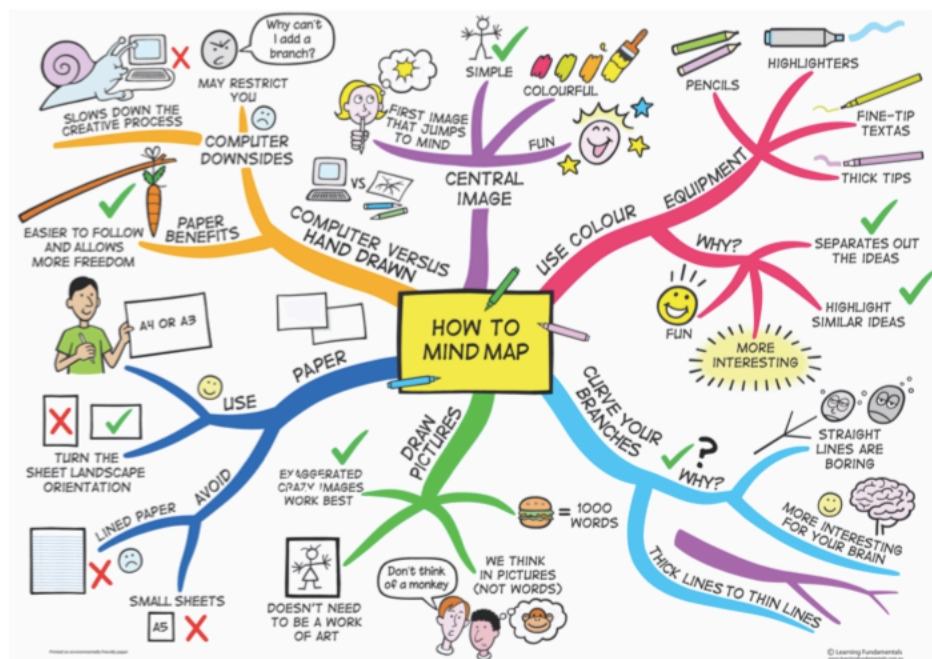 HOW TO
MIND MAP
CENTRAL
IMAGE
FIRST IMAGE
THAT JUMPS
TO MIND
SIMPLE
COLOURFUL
FUN
USE COLOUR
EQUIPMENT
PENCILS
HIGHLIGHTERS
FINE-TIP
TEXTAS
THICK TIPS
WHY?
SEPARATES OUT
THE IDEAS
HIGHLIGHT
SIMILAR IDEAS
MORE
INTERESTING
FUN
CURVE YOUR
BRANCHES
?
WHY?
STRAIGHT
LINES ARE
BORING
MORE INTERESTING
FOR YOUR BRAIN
THICK LINES TO THIN LINES
DRAW
PICTURES
= 1000
WORDS
WE THINK
IN PICTURES
(NOT WORDS)
Don't think
of a monkey
DOESN'T NEED
TO BE A WORK
OF ART
EXAGGERATED
CRAZY IMAGES
WORK BEST
PAPER
USE
A4 OR A3
TURN THE
SHEET LANDSCAPE
ORIENTATION
AVOID
LINED PAPER
SMALL SHEETS
A5
COMPUTER VERSUS
HAND DRAWN
VS
PAPER
BENEFITS
EASIER TO FOLLOW
AND ALLOWS
MORE FREEDOM
COMPUTER
DOWNSIDES
SLOWS DOWN THE
CREATIVE PROCESS
MAY RESTRICT
YOU
Why can't
I add a
branch?
Printed on environmentally friendly paper
© Learning Fundamentals